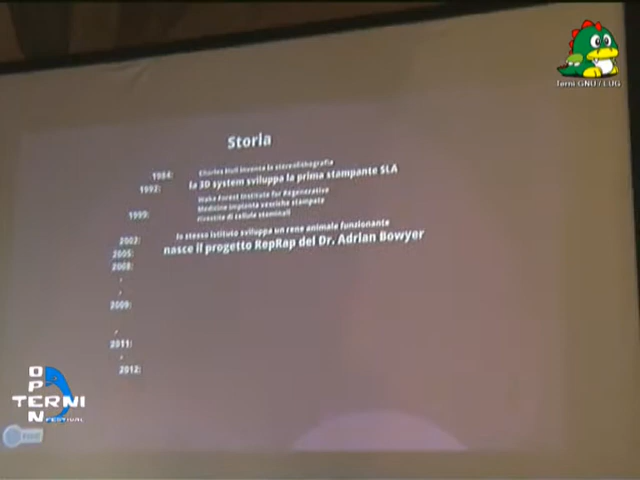 Terni GNU / LUG
Storia
1984: Charles Hull inventa la stereolitografia
1992: la 3D system sviluppa la prima stampante SLA
1999: Wake Forest Institute for Regenerative
Medicine impianta vesciche stampate
rivestite di cellule staminali
2002: lo stesso istituto sviluppa un rene animale funzionante
2005: nasce il progetto RepRap del Dr. Adrian Bowyer
2008:
.
.
2009:
.
2011:
.
2012:
OPEN
TERNI
FESTIVAL